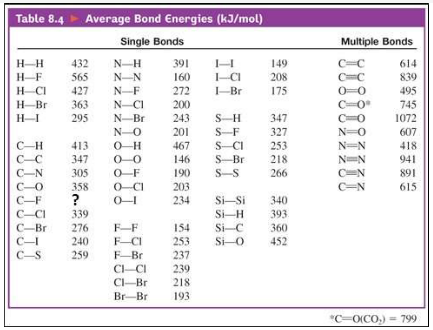 Table 8.4 ▶ Average Bond Energies (kJ/mol)
Single Bonds Multiple Bonds
H—H 432 N—H 391 I—I 149 C=C 614
H—F 565 N—N 160 I—Cl 208 C≡C 839
H—Cl 427 N—F 272 I—Br 175 O=O 495
H—Br 363 N—Cl 200 C=O* 745
H—I 295 N—Br 243 S—H 347 C≡O 1072
N—O 201 S—F 327 N=O 607
C—H 413 O—H 467 S—Cl 253 N=N 418
C—C 347 O—O 146 S—Br 218 N≡N 941
C—N 305 O—F 190 S—S 266 C≡N 891
C—O 358 O—Cl 203 C=N 615
C—F ? O—I 234 Si—Si 340
C—Cl 339 Si—H 393
C—Br 276 F—F 154 Si—C 360
C—I 240 F—Cl 253 Si—O 452
C—S 259 F—Br 237
Cl—Cl 239
Cl—Br 218
Br—Br 193
*C=O(CO₂) = 799